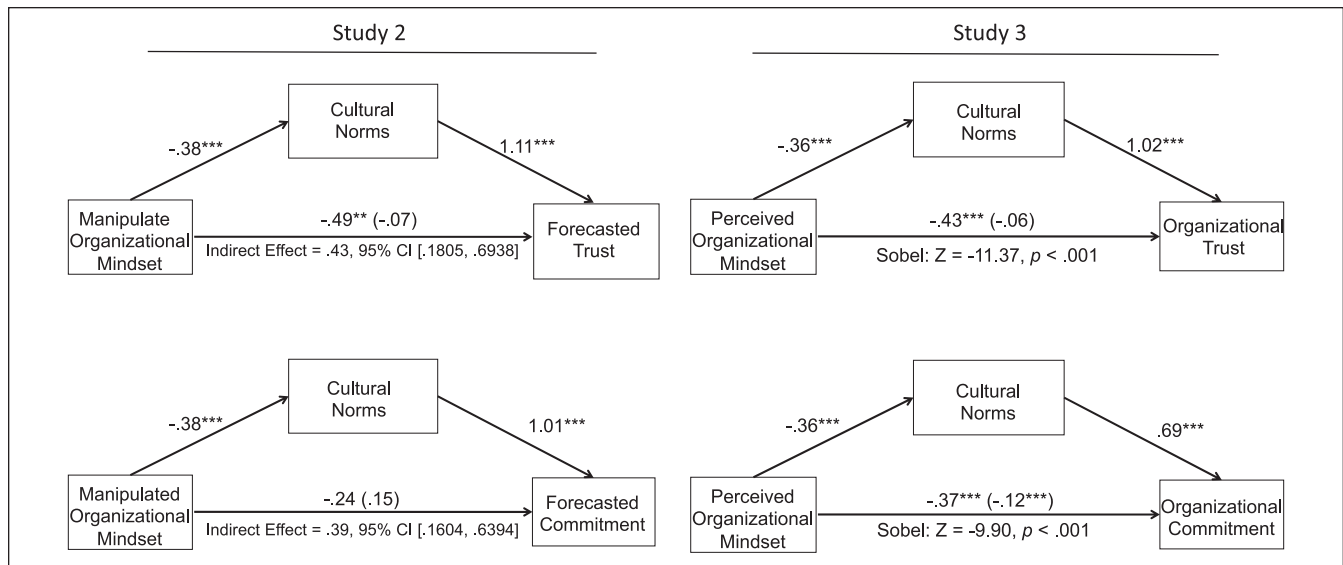 Study 2
Cultural
Norms
-.38***
1.11***
Manipulate
Organizational
Mindset
-.49** (-.07)
Indirect Effect = .43, 95% CI [.1805, .6938]
Forecasted
Trust
Cultural
Norms
-.38***
1.01***
Manipulated
Organizational
Mindset
-.24 (.15)
Indirect Effect = .39, 95% CI [.1604, .6394]
Forecasted
Commitment
Study 3
Cultural
Norms
-.36***
1.02***
Perceived
Organizational
Mindset
-.43*** (-.06)
Sobel: Z = -11.37, p < .001
Organizational
Trust
Cultural
Norms
-.36***
.69***
Perceived
Organizational
Mindset
-.37*** (-.12***)
Sobel: Z = -9.90, p < .001
Organizational
Commitment